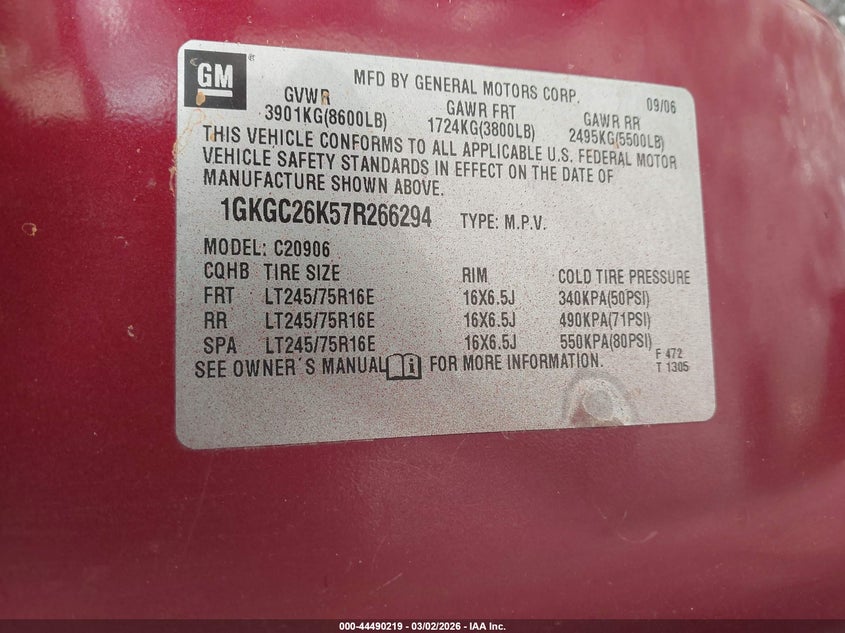 GM
MFD BY GENERAL MOTORS CORP. 09/06
GVWR GAWR FRT GAWR RR
3901KG(8600LB) 1724KG(3800LB) 2495KG(5500LB)
THIS VEHICLE CONFORMS TO ALL APPLICABLE U.S. FEDERAL MOTOR
VEHICLE SAFETY STANDARDS IN EFFECT ON THE DATE OF
MANUFACTURE SHOWN ABOVE.
1GKGC26K57R266294 TYPE: M.P.V.
MODEL: C20906
CQHB TIRE SIZE RIM COLD TIRE PRESSURE
FRT LT245/75R16E 16X6.5J 340KPA(50PSI)
RR LT245/75R16E 16X6.5J 490KPA(71PSI)
SPA LT245/75R16E 16X6.5J 550KPA(80PSI)
SEE OWNER'S MANUAL i FOR MORE INFORMATION.
F 472
T 1305
000-44490219 - 03/02/2026 - IAA Inc.